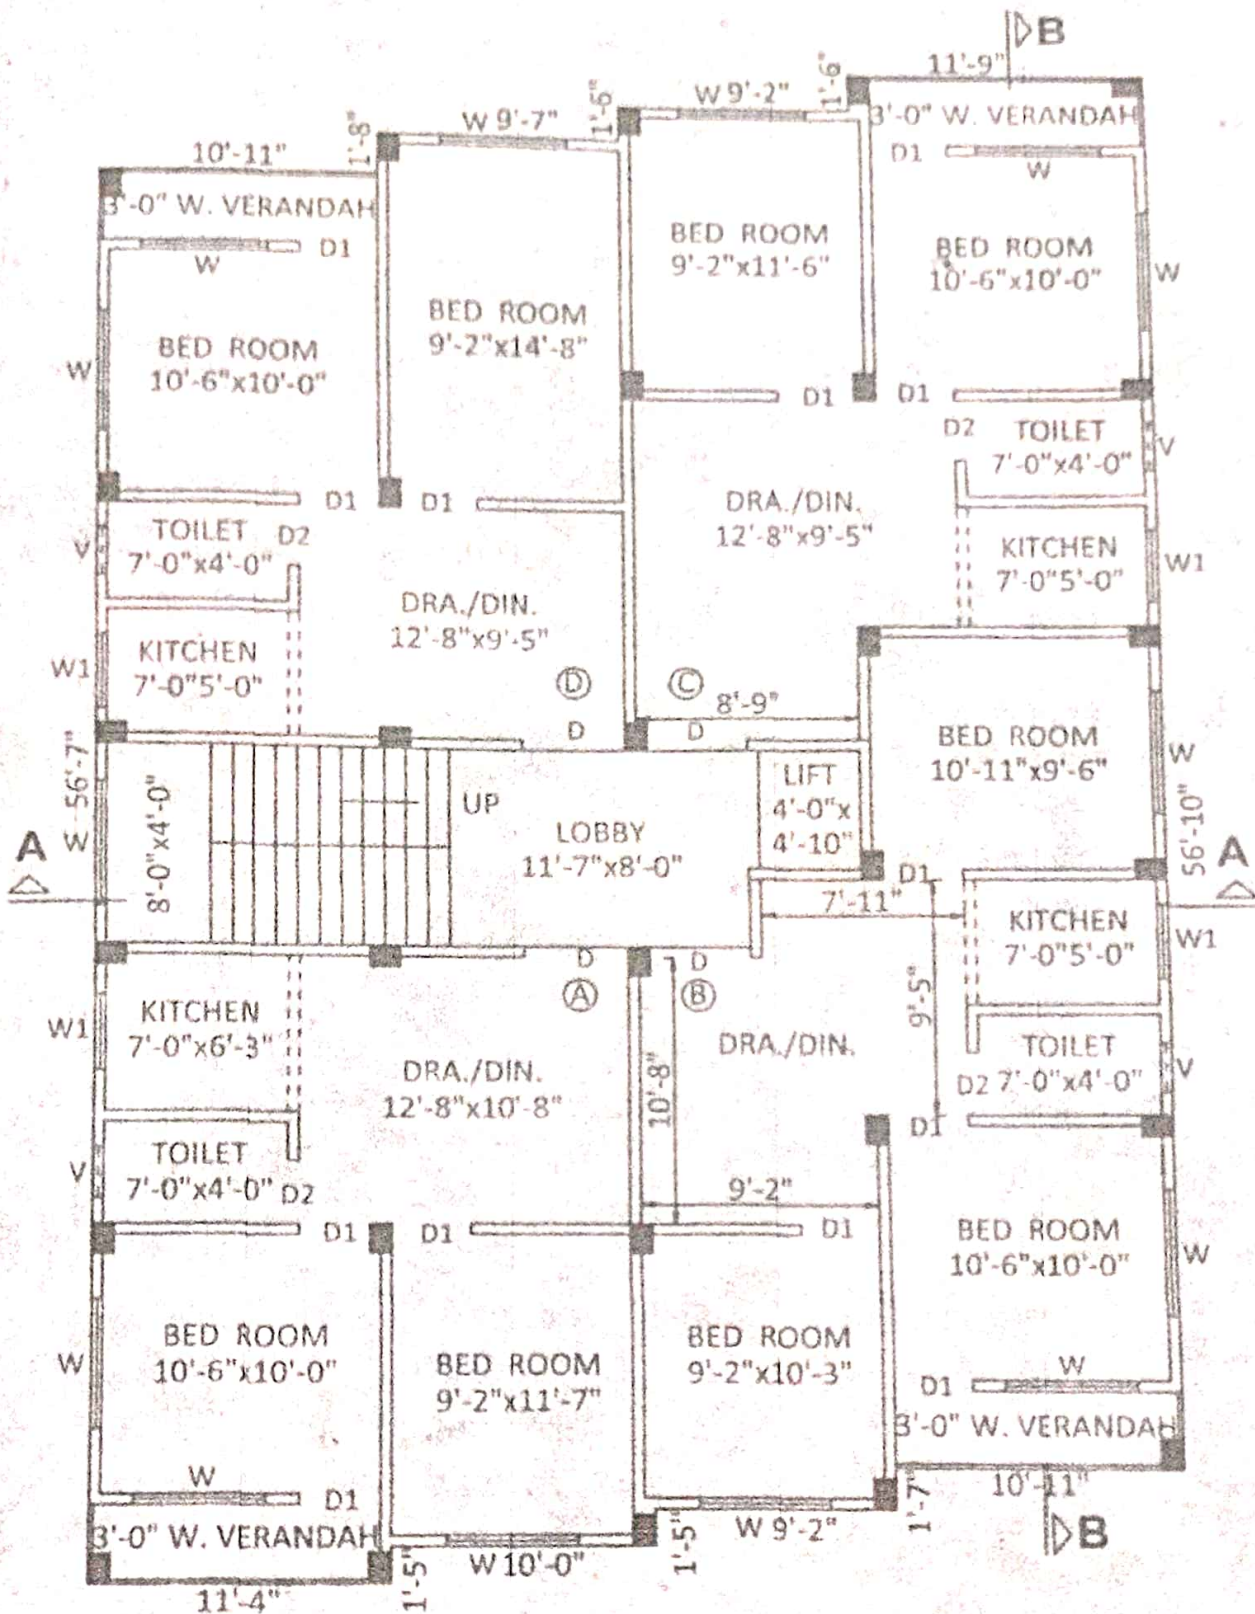 B
11'-9"
1'-6"
W 9'-2"
1'-6"
W 9'-7"
1'-8"
10'-11"
3'-0" W. VERANDAH
D1
W
3'-0" W. VERANDAH
D1
W
BED ROOM
9'-2"x11'-6"
BED ROOM
10'-6"x10'-0"
W
BED ROOM
9'-2"x14'-8"
BED ROOM
10'-6"x10'-0"
W
D1
D1
D2
TOILET
7'-0"x4'-0"
V
D1
D1
TOILET
7'-0"x4'-0"
D2
V
DRA./DIN.
12'-8"x9'-5"
KITCHEN
7'-0"5'-0"
W1
DRA./DIN.
12'-8"x9'-5"
KITCHEN
7'-0"5'-0"
W1
D
C
8'-9"
D
D
BED ROOM
10'-11"x9'-6"
W
56'-7"
W
8'-0"x4'-0"
UP
LOBBY
11'-7"x8'-0"
LIFT
4'-0"x
4'-10"
56'-10"
A
A
D1
7'-11"
KITCHEN
7'-0"5'-0"
W1
D
D
A
B
KITCHEN
7'-0"x6'-3"
W1
9'-5"
DRA./DIN.
TOILET
7'-0"x4'-0"
D2
V
DRA./DIN.
12'-8"x10'-8"
10'-8"
D1
TOILET
7'-0"x4'-0"
D2
V
9'-2"
D1
D1
D1
BED ROOM
10'-6"x10'-0"
W
BED ROOM
10'-6"x10'-0"
W
BED ROOM
9'-2"x11'-7"
BED ROOM
9'-2"x10'-3"
W
D1
3'-0" W. VERANDAH
W
D1
3'-0" W. VERANDAH
10'-11"
1'-7"
W 9'-2"
1'-5"
W 10'-0"
1'-5"
11'-4"
B